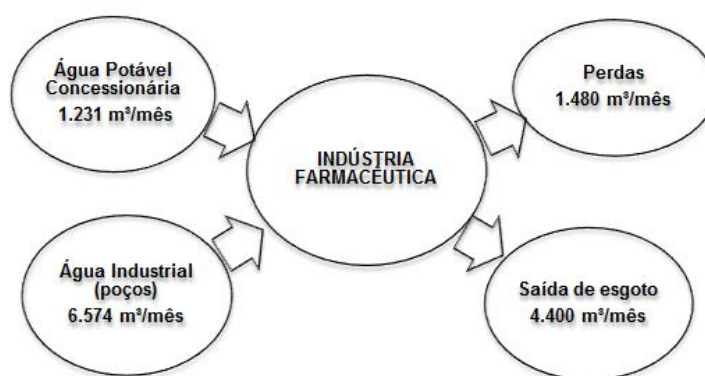 Água Potável
Concessionária
1.231 m³/mês
Perdas
1.480 m³/mês
INDÚSTRIA
FARMACÊUTICA
Água Industrial
(poços)
6.574 m³/mês
Saída de esgoto
4.400 m³/mês